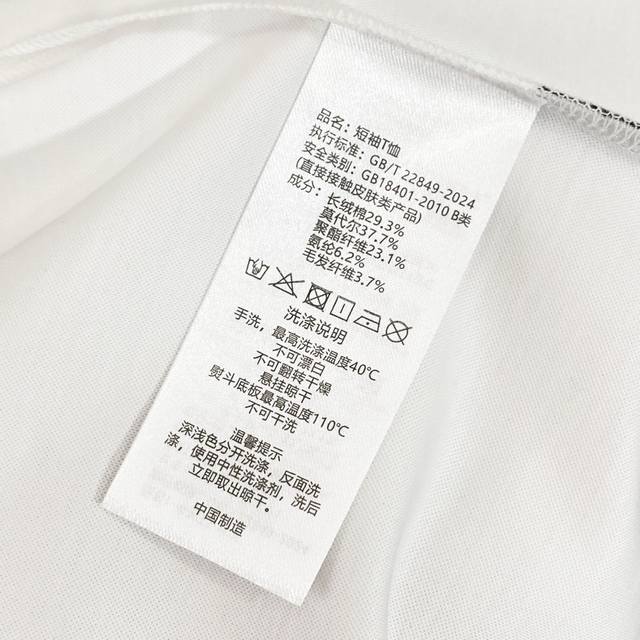 品名：短袖T恤
执行标准：GB/T 22849-2024
安全类别：GB18401-2010 B类
(直接接触皮肤类产品)
成分：长绒棉29.3%
莫代尔37.7%
聚酯纤维23.1%
氨纶6.2%
毛发纤维3.7%
洗涤说明
手洗，最高洗涤温度40℃
不可漂白
不可翻转干燥
悬挂晾干
熨斗底板最高温度110℃
不可干洗
温馨提示
深浅色分开洗涤，反面洗
涤，使用中性洗涤剂，洗后
立即取出晾干。
中国制造